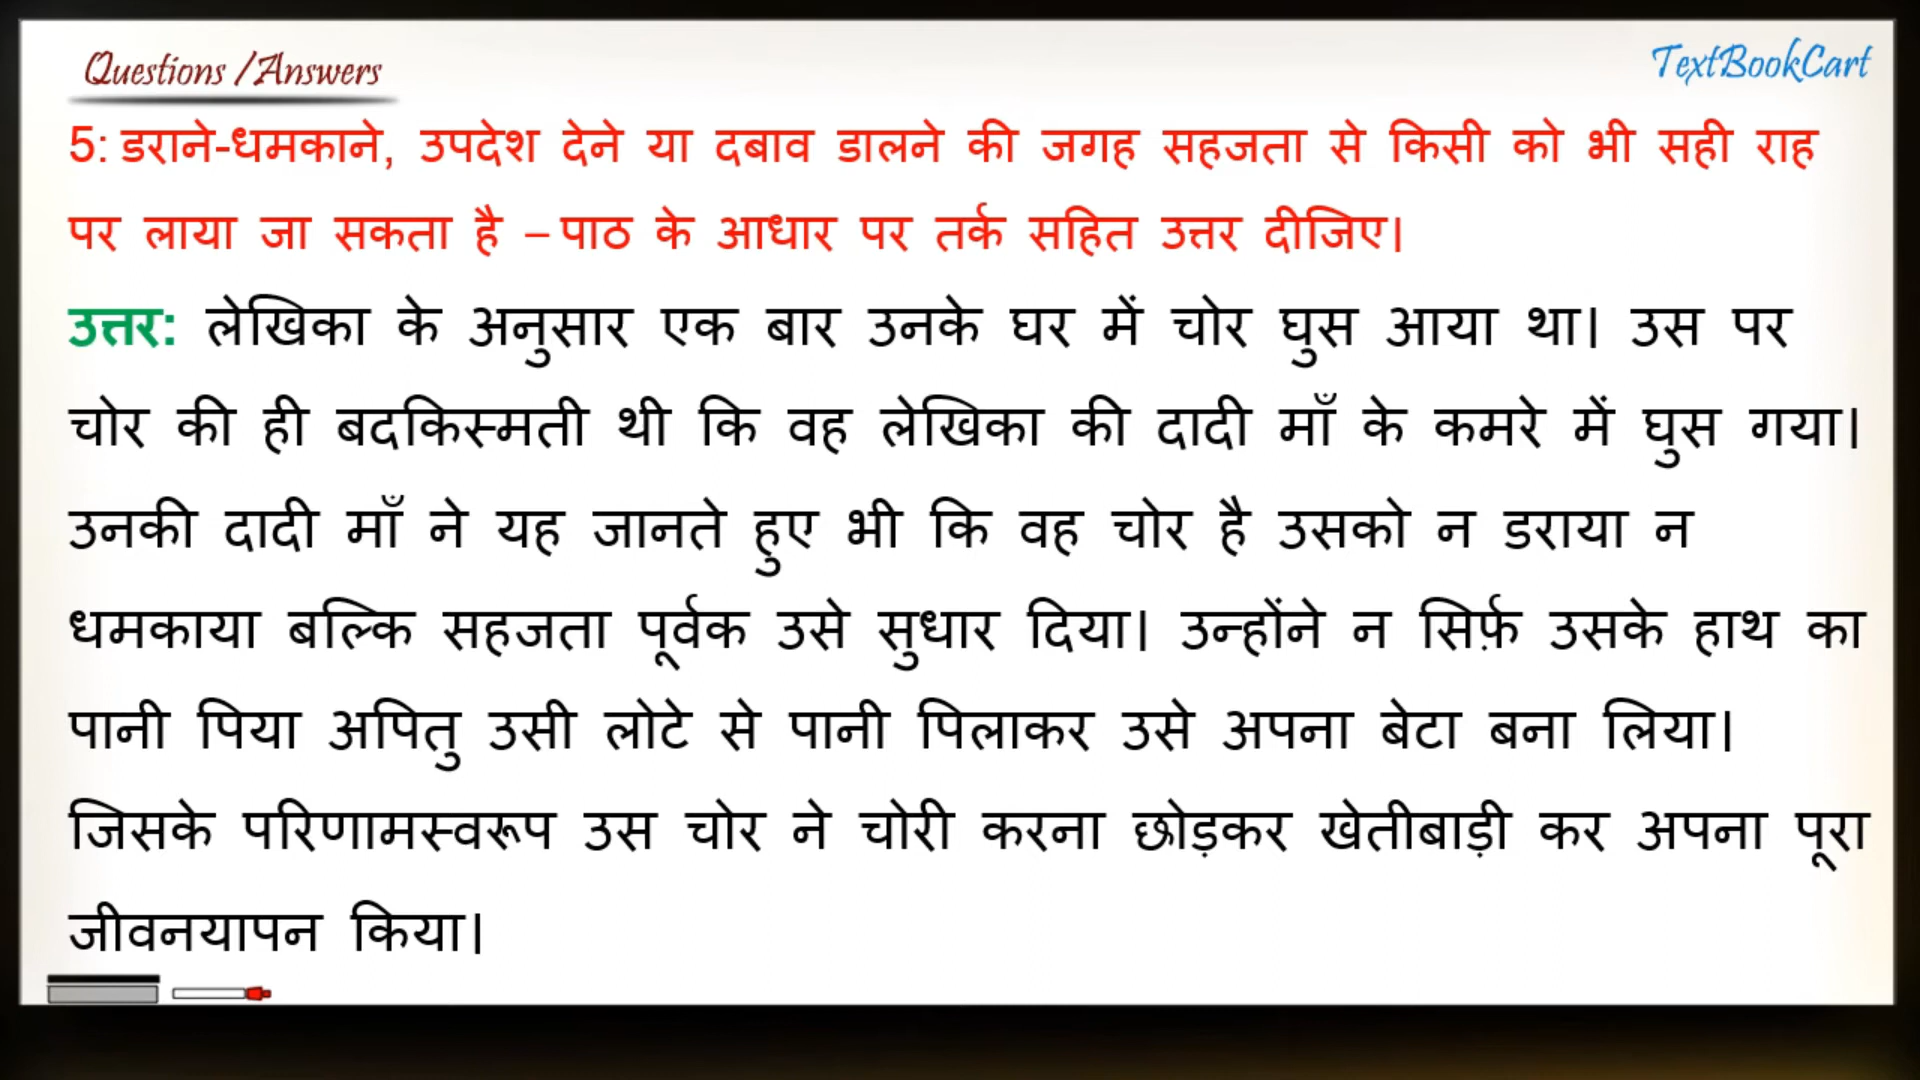 Questions /Answers
TextBookCart
5: डराने-धमकाने, उपदेश देने या दबाव डालने की जगह सहजता से किसी को भी सही राह
पर लाया जा सकता है – पाठ के आधार पर तर्क सहित उत्तर दीजिए।
उत्तर: लेखिका के अनुसार एक बार उनके घर में चोर घुस आया था। उस पर
चोर की ही बदकिस्मती थी कि वह लेखिका की दादी माँ के कमरे में घुस गया।
उनकी दादी माँ ने यह जानते हुए भी कि वह चोर है उसको न डराया न
धमकाया बल्कि सहजता पूर्वक उसे सुधार दिया। उन्होंने न सिर्फ़ उसके हाथ का
पानी पिया अपितु उसी लोटे से पानी पिलाकर उसे अपना बेटा बना लिया।
जिसके परिणामस्वरूप उस चोर ने चोरी करना छोड़कर खेतीबाड़ी कर अपना पूरा
जीवनयापन किया।